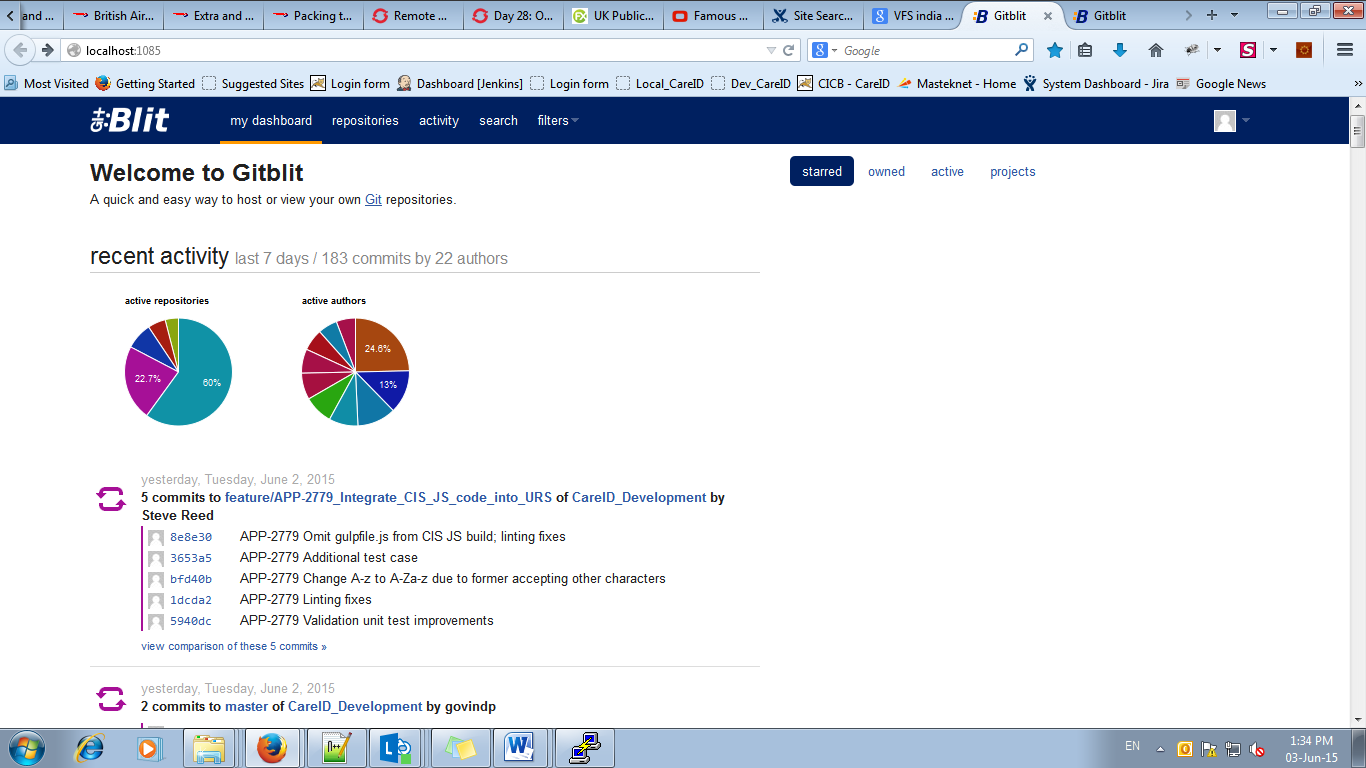 and ...
British Air...
Extra and ...
Packing t...
Remote ...
Day 28: O...
UK Public...
Famous ...
Site Searc...
VFS india ...
Gitblit
Gitblit
localhost:1085
Google
Most Visited
Getting Started
Suggested Sites
Login form
Dashboard [Jenkins]
Login form
Local_CareID
Dev_CareID
CICB - CareID
Masteknet - Home
System Dashboard - Jira
Google News
git:Blit
my dashboard
repositories
activity
search
filters
Welcome to Gitblit
A quick and easy way to host or view your own Git repositories.
starred
owned
active
projects
recent activity last 7 days / 183 commits by 22 authors
active repositories
active authors
22.7%
60%
24.6%
13%
yesterday, Tuesday, June 2, 2015
5 commits to feature/APP-2779_Integrate_CIS_JS_code_into_URS of CareID_Development by
Steve Reed
8e8e30 APP-2779 Omit gulpfile.js from CIS JS build; linting fixes
3653a5 APP-2779 Additional test case
bfd40b APP-2779 Change A-z to A-Za-z due to former accepting other characters
1dcda2 APP-2779 Linting fixes
5940dc APP-2779 Validation unit test improvements
view comparison of these 5 commits »
yesterday, Tuesday, June 2, 2015
2 commits to master of CareID_Development by govindp
EN
1:34 PM
03-Jun-15